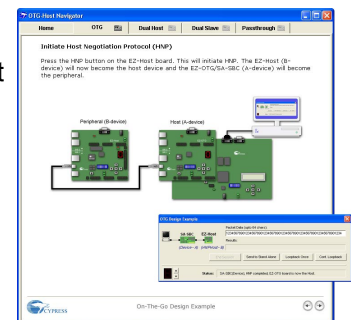 OTG-Host Navigator
Home OTG Dual Host Dual Slave Passthrough
Initiate Host Negotiation Protocol (HNP)
Press the HNP button on the EZ-Host board. This will initiate HNP. The EZ-Host (B-
device) will now become the host device and the EZ-OTG/SA-SBC (A-device) will become
the peripheral.
Peripheral (B-device) Host (A-device)
OTG Design Example
SA-SBC EZ-Host
Results
Send to Stand Alone Loopback Once Cont. Loopback
Status:
CYPRESS On-The-Go Design Example